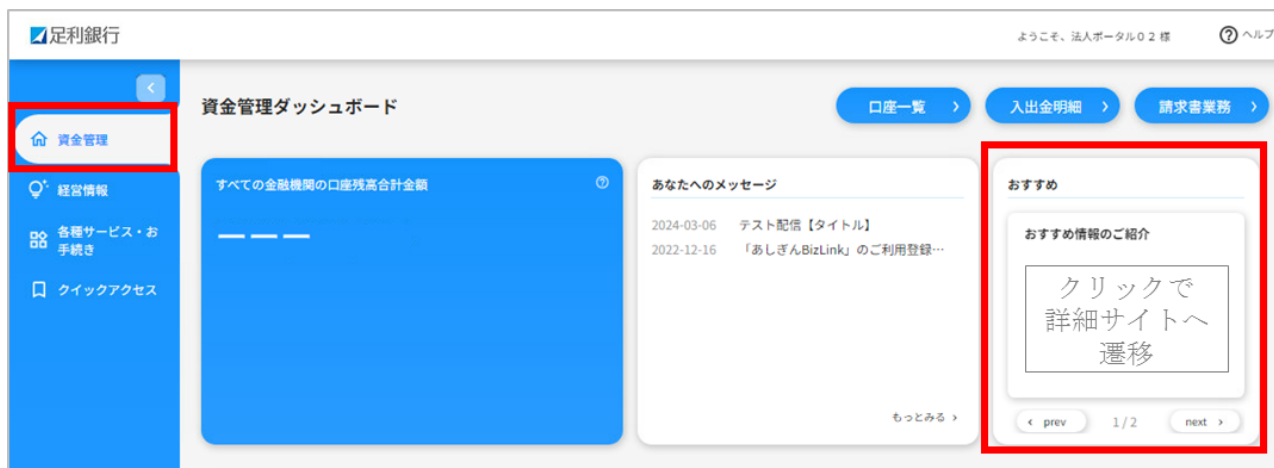 足利銀行
ようこそ、法人ポータル02 様
ヘルプ
資金管理
経営情報
各種サービス・お
手続き
クイックアクセス
資金管理ダッシュボード
口座一覧
入出金明細
請求書業務
すべての金融機関の口座残高合計金額
ーーー
あなたへのメッセージ
2024-03-06 テスト配信【タイトル】
2022-12-16 「あしぎんBizLink」のご利用登録…
もっとみる
おすすめ
おすすめ情報のご紹介
クリックで
詳細サイトへ
遷移
prev 1/2 next